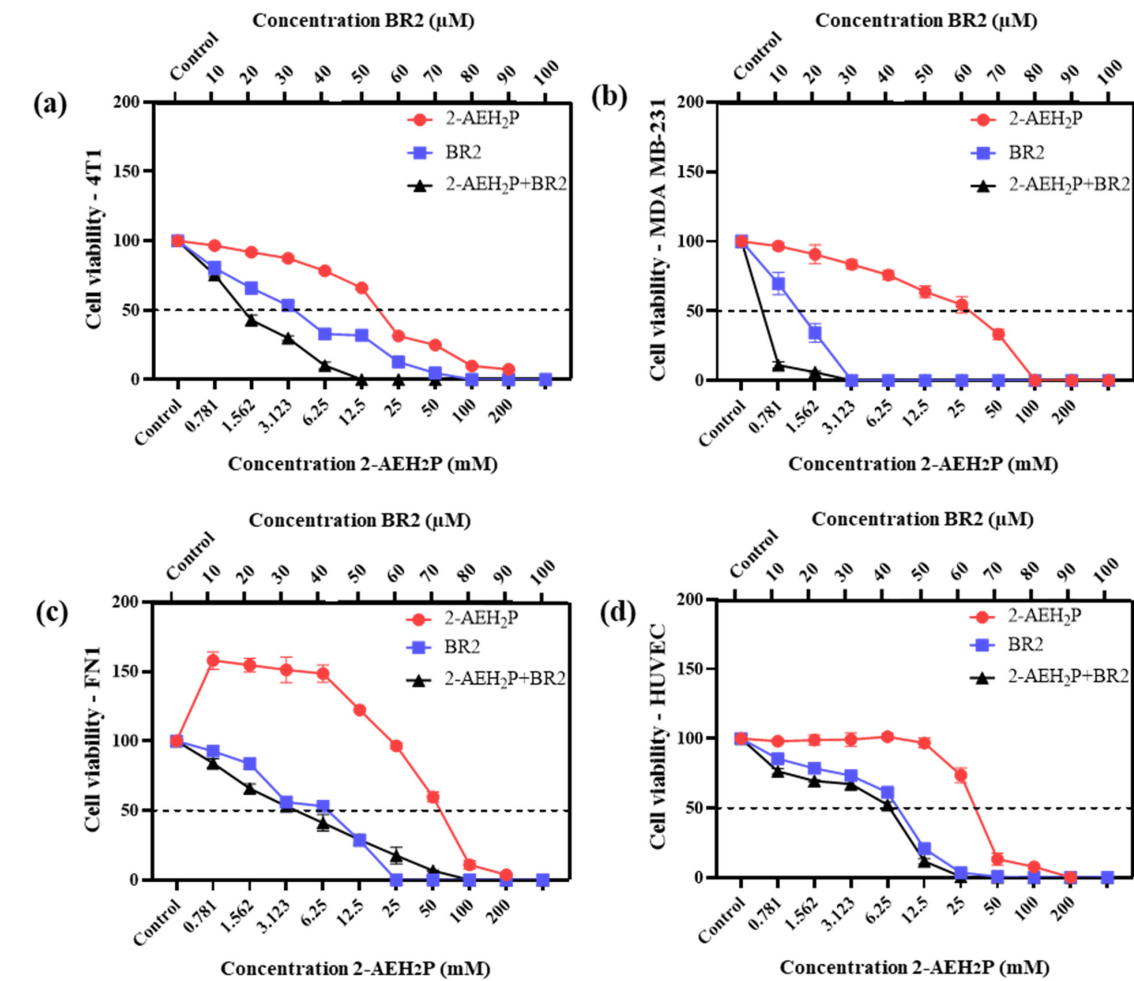 Concentration BR2 (µM)
Control 10 20 30 40 50 60 70 80 90 100
(a)
200
150
100
50
0
Cell viability - 4T1
2-AEH₂P
BR2
2-AEH₂P+BR2
Control 0.781 1.562 3.123 6.25 12.5 25 50 100 200
Concentration 2-AEH₂P (mM)
Concentration BR2 (µM)
Control 10 20 30 40 50 60 70 80 90 100
(b)
200
150
100
50
0
Cell viability - MDA MB-231
2-AEH₂P
BR2
2-AEH₂P+BR2
Control 0.781 1.562 3.123 6.25 12.5 25 50 100 200
Concentration 2-AEH₂P (mM)
Concentration BR2 (µM)
Control 10 20 30 40 50 60 70 80 90 100
(c)
200
150
100
50
0
Cell viability - FN1
2-AEH₂P
BR2
2-AEH₂P+BR2
Control 0.781 1.562 3.123 6.25 12.5 25 50 100 200
Concentration 2-AEH₂P (mM)
Concentration BR2 (µM)
Control 10 20 30 40 50 60 70 80 90 100
(d)
200
150
100
50
0
Cell viability - HUVEC
2-AEH₂P
BR2
2-AEH₂P+BR2
Control 0.781 1.562 3.123 6.25 12.5 25 50 100 200
Concentration 2-AEH₂P (mM)